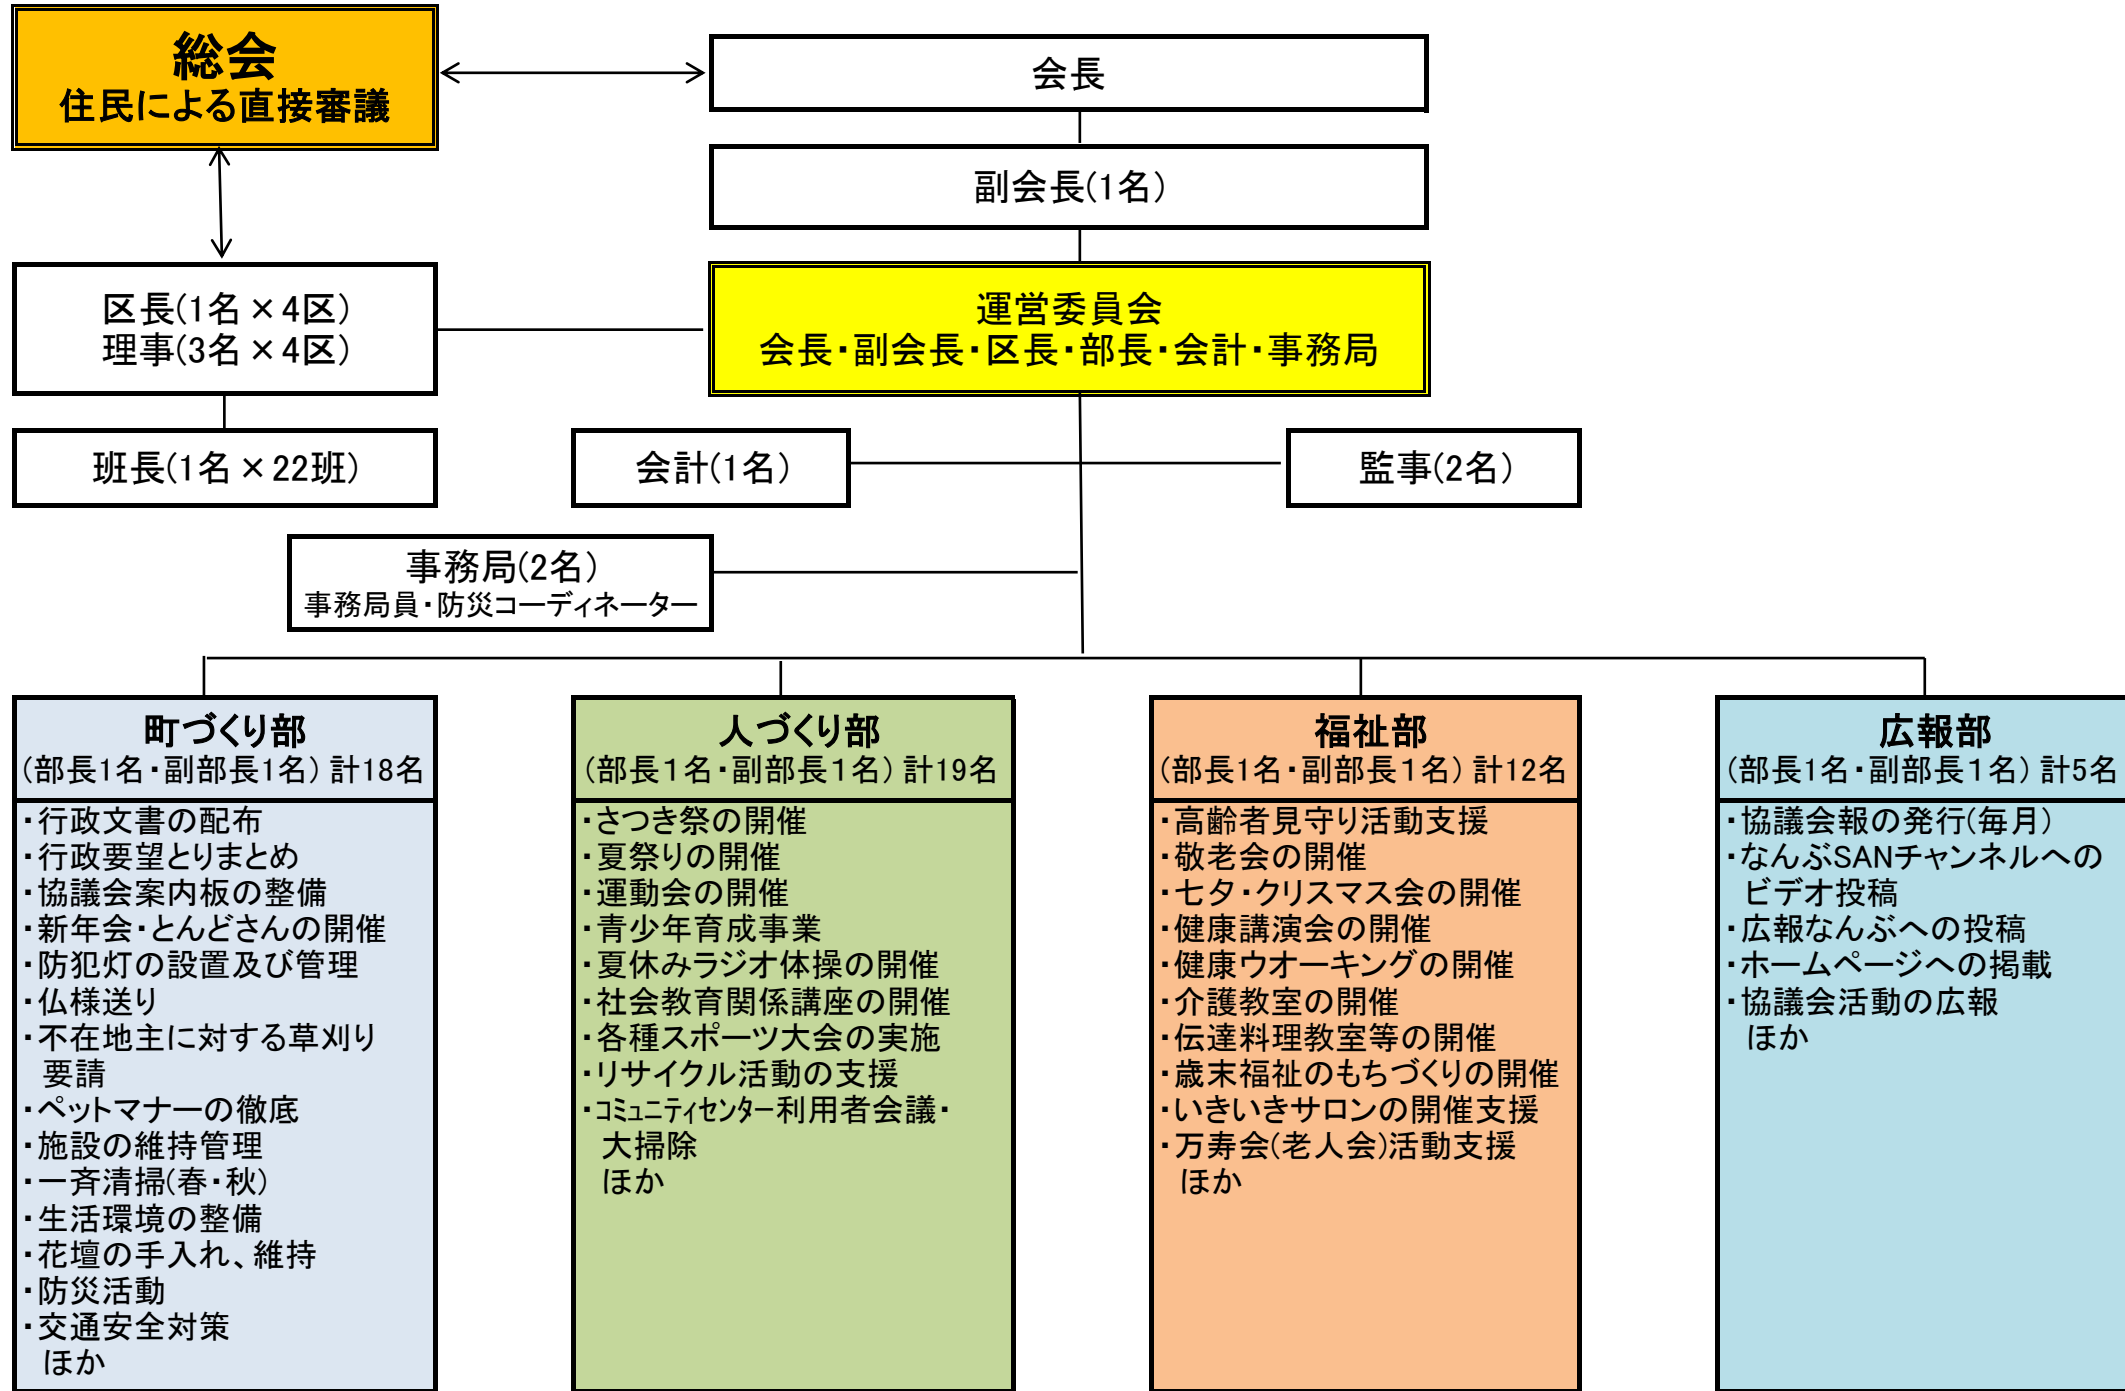 総会
住民による直接審議
会長
副会長(1名)
区長(1名×4区)
理事(3名×4区)
運営委員会
会長・副会長・区長・部長・会計・事務局
班長(1名×22班)
会計(1名)
監事(2名)
事務局(2名)
事務局員・防災コーディネーター
町づくり部
(部長1名・副部長1名)計18名
・行政文書の配布
・行政要望とりまとめ
・協議会案内板の整備
・新年会・とんどさんの開催
・防犯灯の設置及び管理
・仏様送り
・不在地主に対する草刈り
要請
・ペットマナーの徹底
・施設の維持管理
・一斉清掃(春・秋)
・生活環境の整備
・花壇の手入れ、維持
・防災活動
・交通安全対策
ほか
人づくり部
(部長１名・副部長１名)計19名
・さつき祭の開催
・夏祭りの開催
・運動会の開催
・青少年育成事業
・夏休みラジオ体操の開催
・社会教育関係講座の開催
・各種スポーツ大会の実施
・リサイクル活動の支援
・ｺﾐｭﾆﾃｨｾﾝﾀｰ利用者会議・
大掃除
ほか
福祉部
(部長1名・副部長１名)計12名
・高齢者見守り活動支援
・敬老会の開催
・七夕・クリスマス会の開催
・健康講演会の開催
・健康ウオーキングの開催
・介護教室の開催
・伝達料理教室等の開催
・歳末福祉のもちづくりの開催
・いきいきサロンの開催支援
・万寿会(老人会)活動支援
ほか
広報部
(部長1名・副部長１名)計5名
・協議会報の発行(毎月)
・なんぶSANチャンネルへの
ビデオ投稿
・広報なんぶへの投稿
・ホームページへの掲載
・協議会活動の広報
ほか